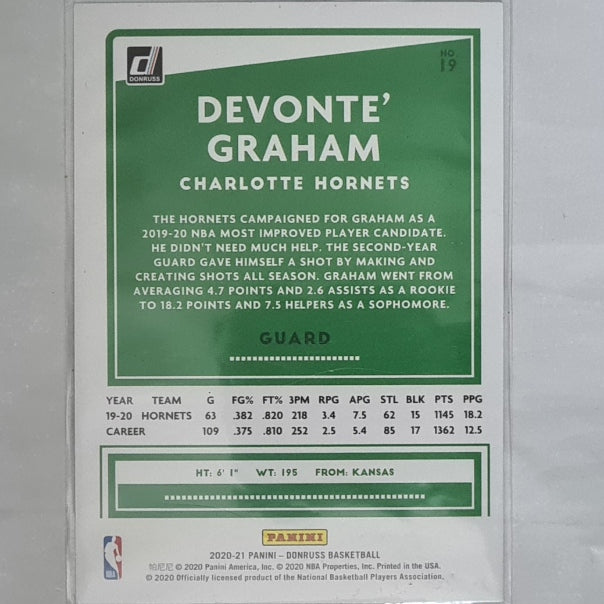 DONRUSS
NO.
19
DEVONTE'
GRAHAM
CHARLOTTE HORNETS
THE HORNETS CAMPAIGNED FOR GRAHAM AS A
2019-20 NBA MOST IMPROVED PLAYER CANDIDATE.
HE DIDN'T NEED MUCH HELP. THE SECOND-YEAR
GUARD GAVE HIMSELF A SHOT BY MAKING AND
CREATING SHOTS ALL SEASON. GRAHAM WENT FROM
AVERAGING 4.7 POINTS AND 2.6 ASSISTS AS A ROOKIE
TO 18.2 POINTS AND 7.5 HELPERS AS A SOPHOMORE.
GUARD
YEAR TEAM G FG% FT% 3PM RPG APG STL BLK PTS PPG
19-20 HORNETS 63 .382 .820 218 3.4 7.5 62 15 1145 18.2
CAREER 109 .375 .810 252 2.5 5.4 85 17 1362 12.5
HT: 6' 1" WT: 195 FROM: KANSAS
PANINI
2020-21 PANINI – DONRUSS BASKETBALL
帕尼尼 © 2020 Panini America, Inc. © 2020 NBA Properties, Inc. Printed in the USA.
© 2020 Officially licensed product of the National Basketball Players Association.
NBA